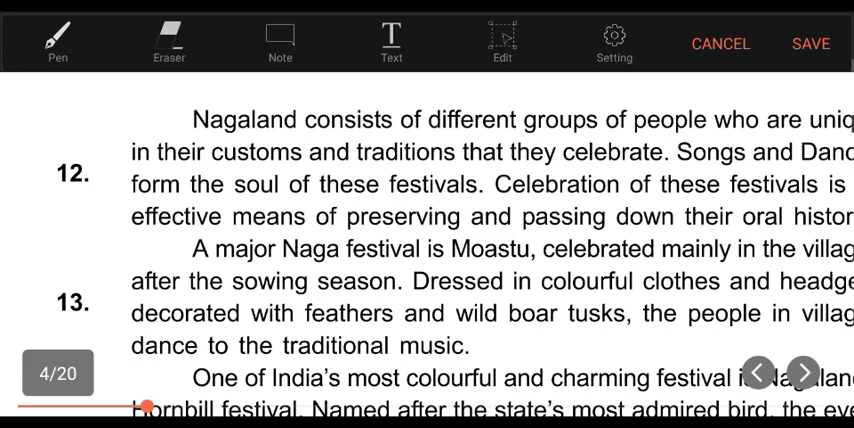 Pen Eraser Note Text Edit Setting CANCEL SAVE
Nagaland consists of different groups of people who are uniq
in their customs and traditions that they celebrate. Songs and Danc
12.
form the soul of these festivals. Celebration of these festivals is
effective means of preserving and passing down their oral histor
A major Naga festival is Moastu, celebrated mainly in the villag
after the sowing season. Dressed in colourful clothes and headge
13.
decorated with feathers and wild boar tusks, the people in villag
dance to the traditional music.
4/20
One of India's most colourful and charming festival i Nagalan
Hornbill festival. Named after the state's most admired bird, the eve